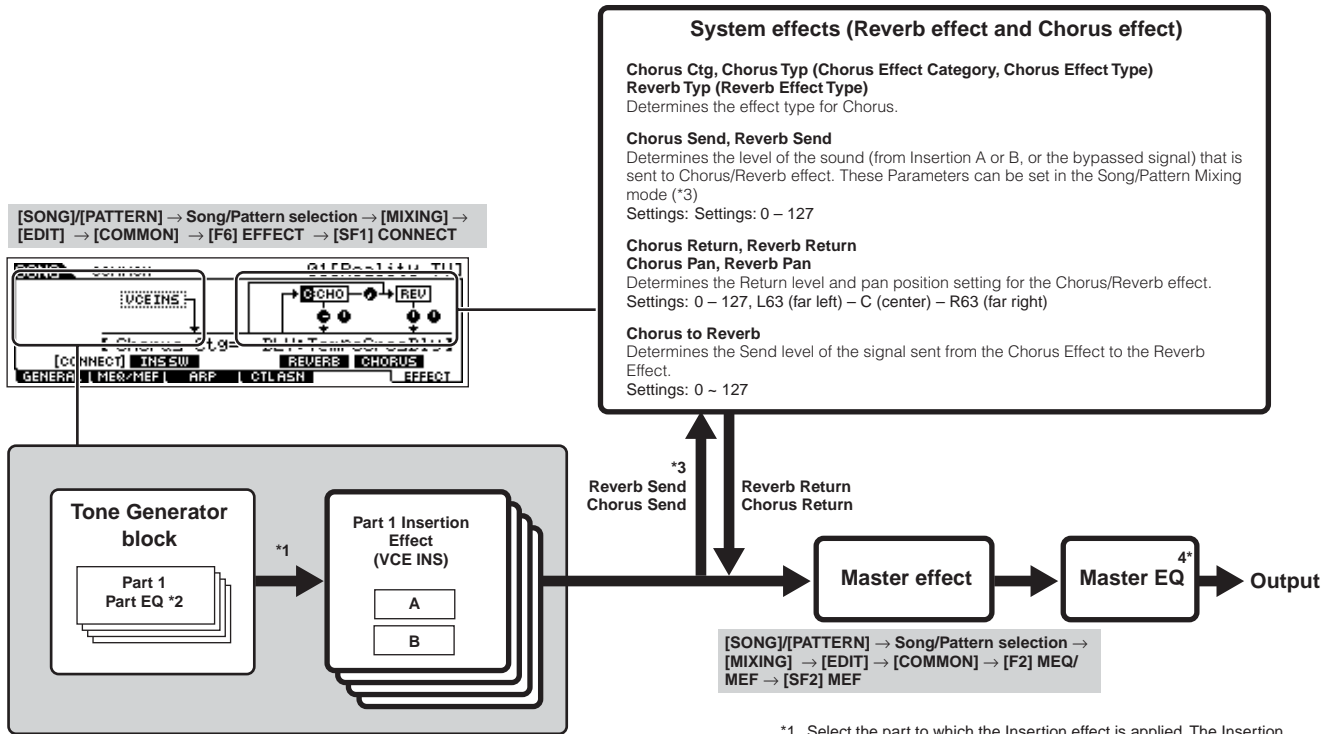 System effects (Reverb effect and Chorus effect)
Chorus Ctg, Chorus Typ (Chorus Effect Category, Chorus Effect Type)
Reverb Typ (Reverb Effect Type)
Determines the effect type for Chorus.
Chorus Send, Reverb Send
Determines the level of the sound (from Insertion A or B, or the bypassed signal) that is
sent to Chorus/Reverb effect. These Parameters can be set in the Song/Pattern Mixing
mode (*3)
Settings: Settings: 0 – 127
Chorus Return, Reverb Return
Chorus Pan, Reverb Pan
Determines the Return level and pan position setting for the Chorus/Reverb effect.
Settings: 0 – 127, L63 (far left) – C (center) – R63 (far right)
Chorus to Reverb
Determines the Send level of the signal sent from the Chorus Effect to the Reverb
Effect.
Settings: 0 ~ 127
[SONG]/[PATTERN] → Song/Pattern selection → [MIXING] →
[EDIT] → [COMMON] → [F6] EFFECT → [SF1] CONNECT
VCE INS
C:CHO REV
[CONNECT] INS SW REVERB CHORUS
GENERAL MEQ/MEF ARP CTL ASN EFFECT
Tone Generator
block
Part 1
Part EQ *2
*1
Part 1 Insertion
Effect
(VCE INS)
A
B
*3
Reverb Send
Chorus Send
Reverb Return
Chorus Return
Master effect
Master EQ
4*
Output
[SONG]/[PATTERN] → Song/Pattern selection →
[MIXING] → [EDIT] → [COMMON] → [F2] MEQ/
MEF → [SF2] MEF
*1 Select the part to which the Insertion effect is applied. The Insertion